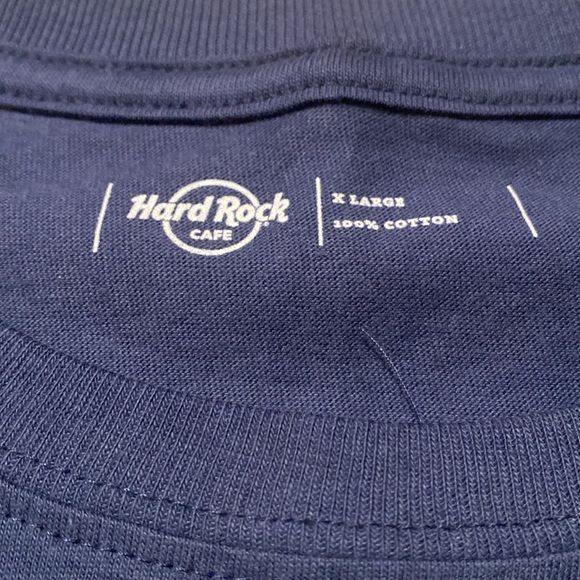 Hard Rock
CAFE
X LARGE
100% COTTON